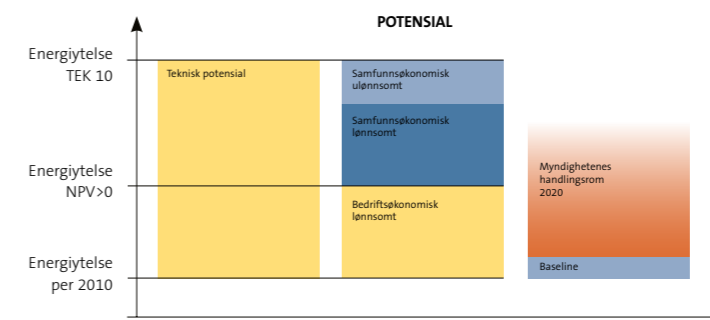 POTENSIAL
Energiytelse
TEK 10
Teknisk potensial
Samfunnsøkonomisk
ulønnsomt
Samfunnsøkonomisk
lønnsomt
Myndighetenes
handlingsrom
2020
Energiytelse
NPV>0
Bedriftsøkonomisk
lønnsomt
Energiytelse
per 2010
Baseline